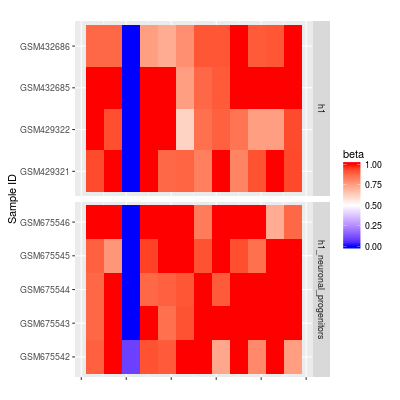 GSM432686
GSM432685
GSM429322
GSM429321
h1
GSM675546
GSM675545
GSM675544
GSM675543
GSM675542
h1_neuronal_progenitors
Sample ID
beta
1.00
0.75
0.50
0.25
0.00